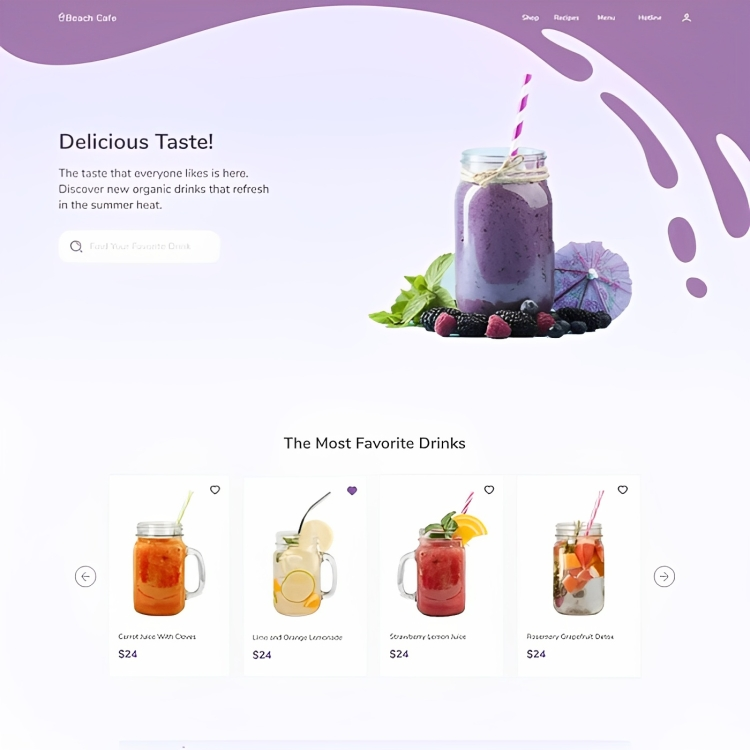 Beach Cafe
Shop Recipes Menu Hotline
Delicious Taste!
The taste that everyone likes is here.
Discover new organic drinks that refresh
in the summer heat.
Find Your Favorite Drink
The Most Favorite Drinks
Carrot Juice With Cloves
$24
Lime and Orange Lemonade
$24
Strawberry Lemon Juice
$24
Rosemary Grapefruit Detox
$24